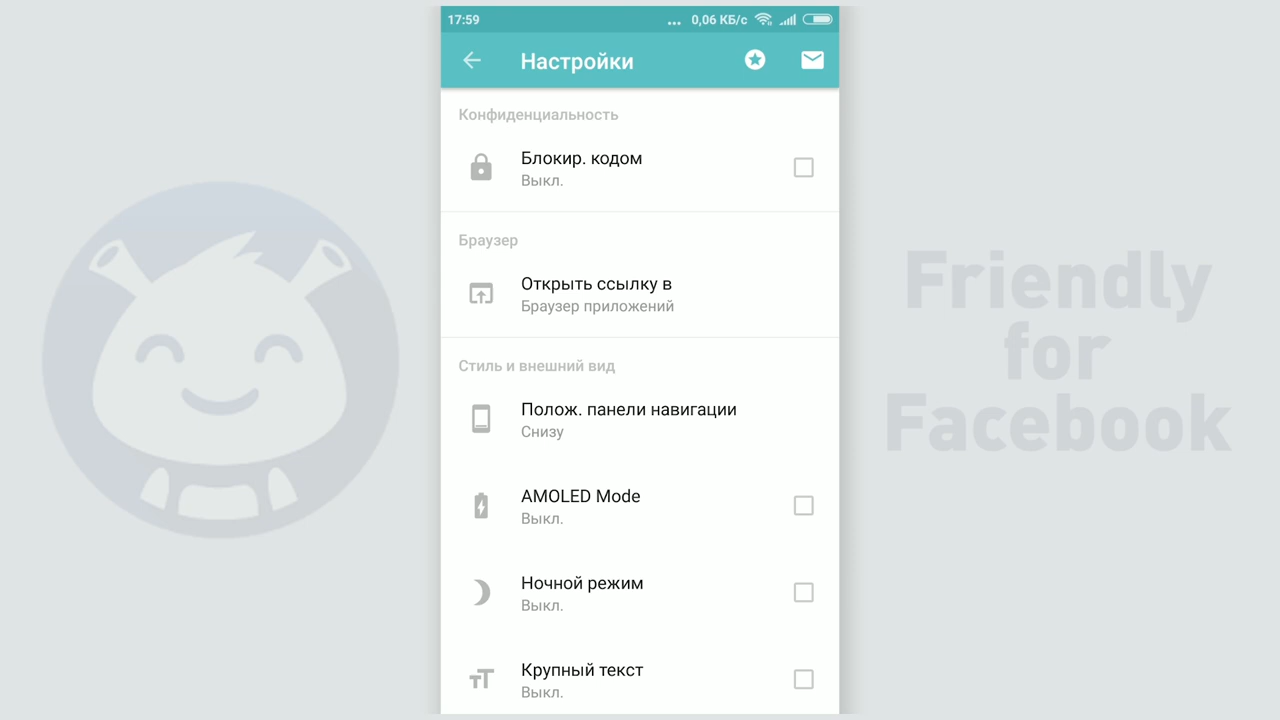 17:59
... 0,06 КБ/с
Настройки
Конфиденциальность
Блокир. кодом
Выкл.
Браузер
Открыть ссылку в
Браузер приложений
Стиль и внешний вид
Полож. панели навигации
Снизу
AMOLED Mode
Выкл.
Ночной режим
Выкл.
Крупный текст
Выкл.
Friendly
for
Facebook